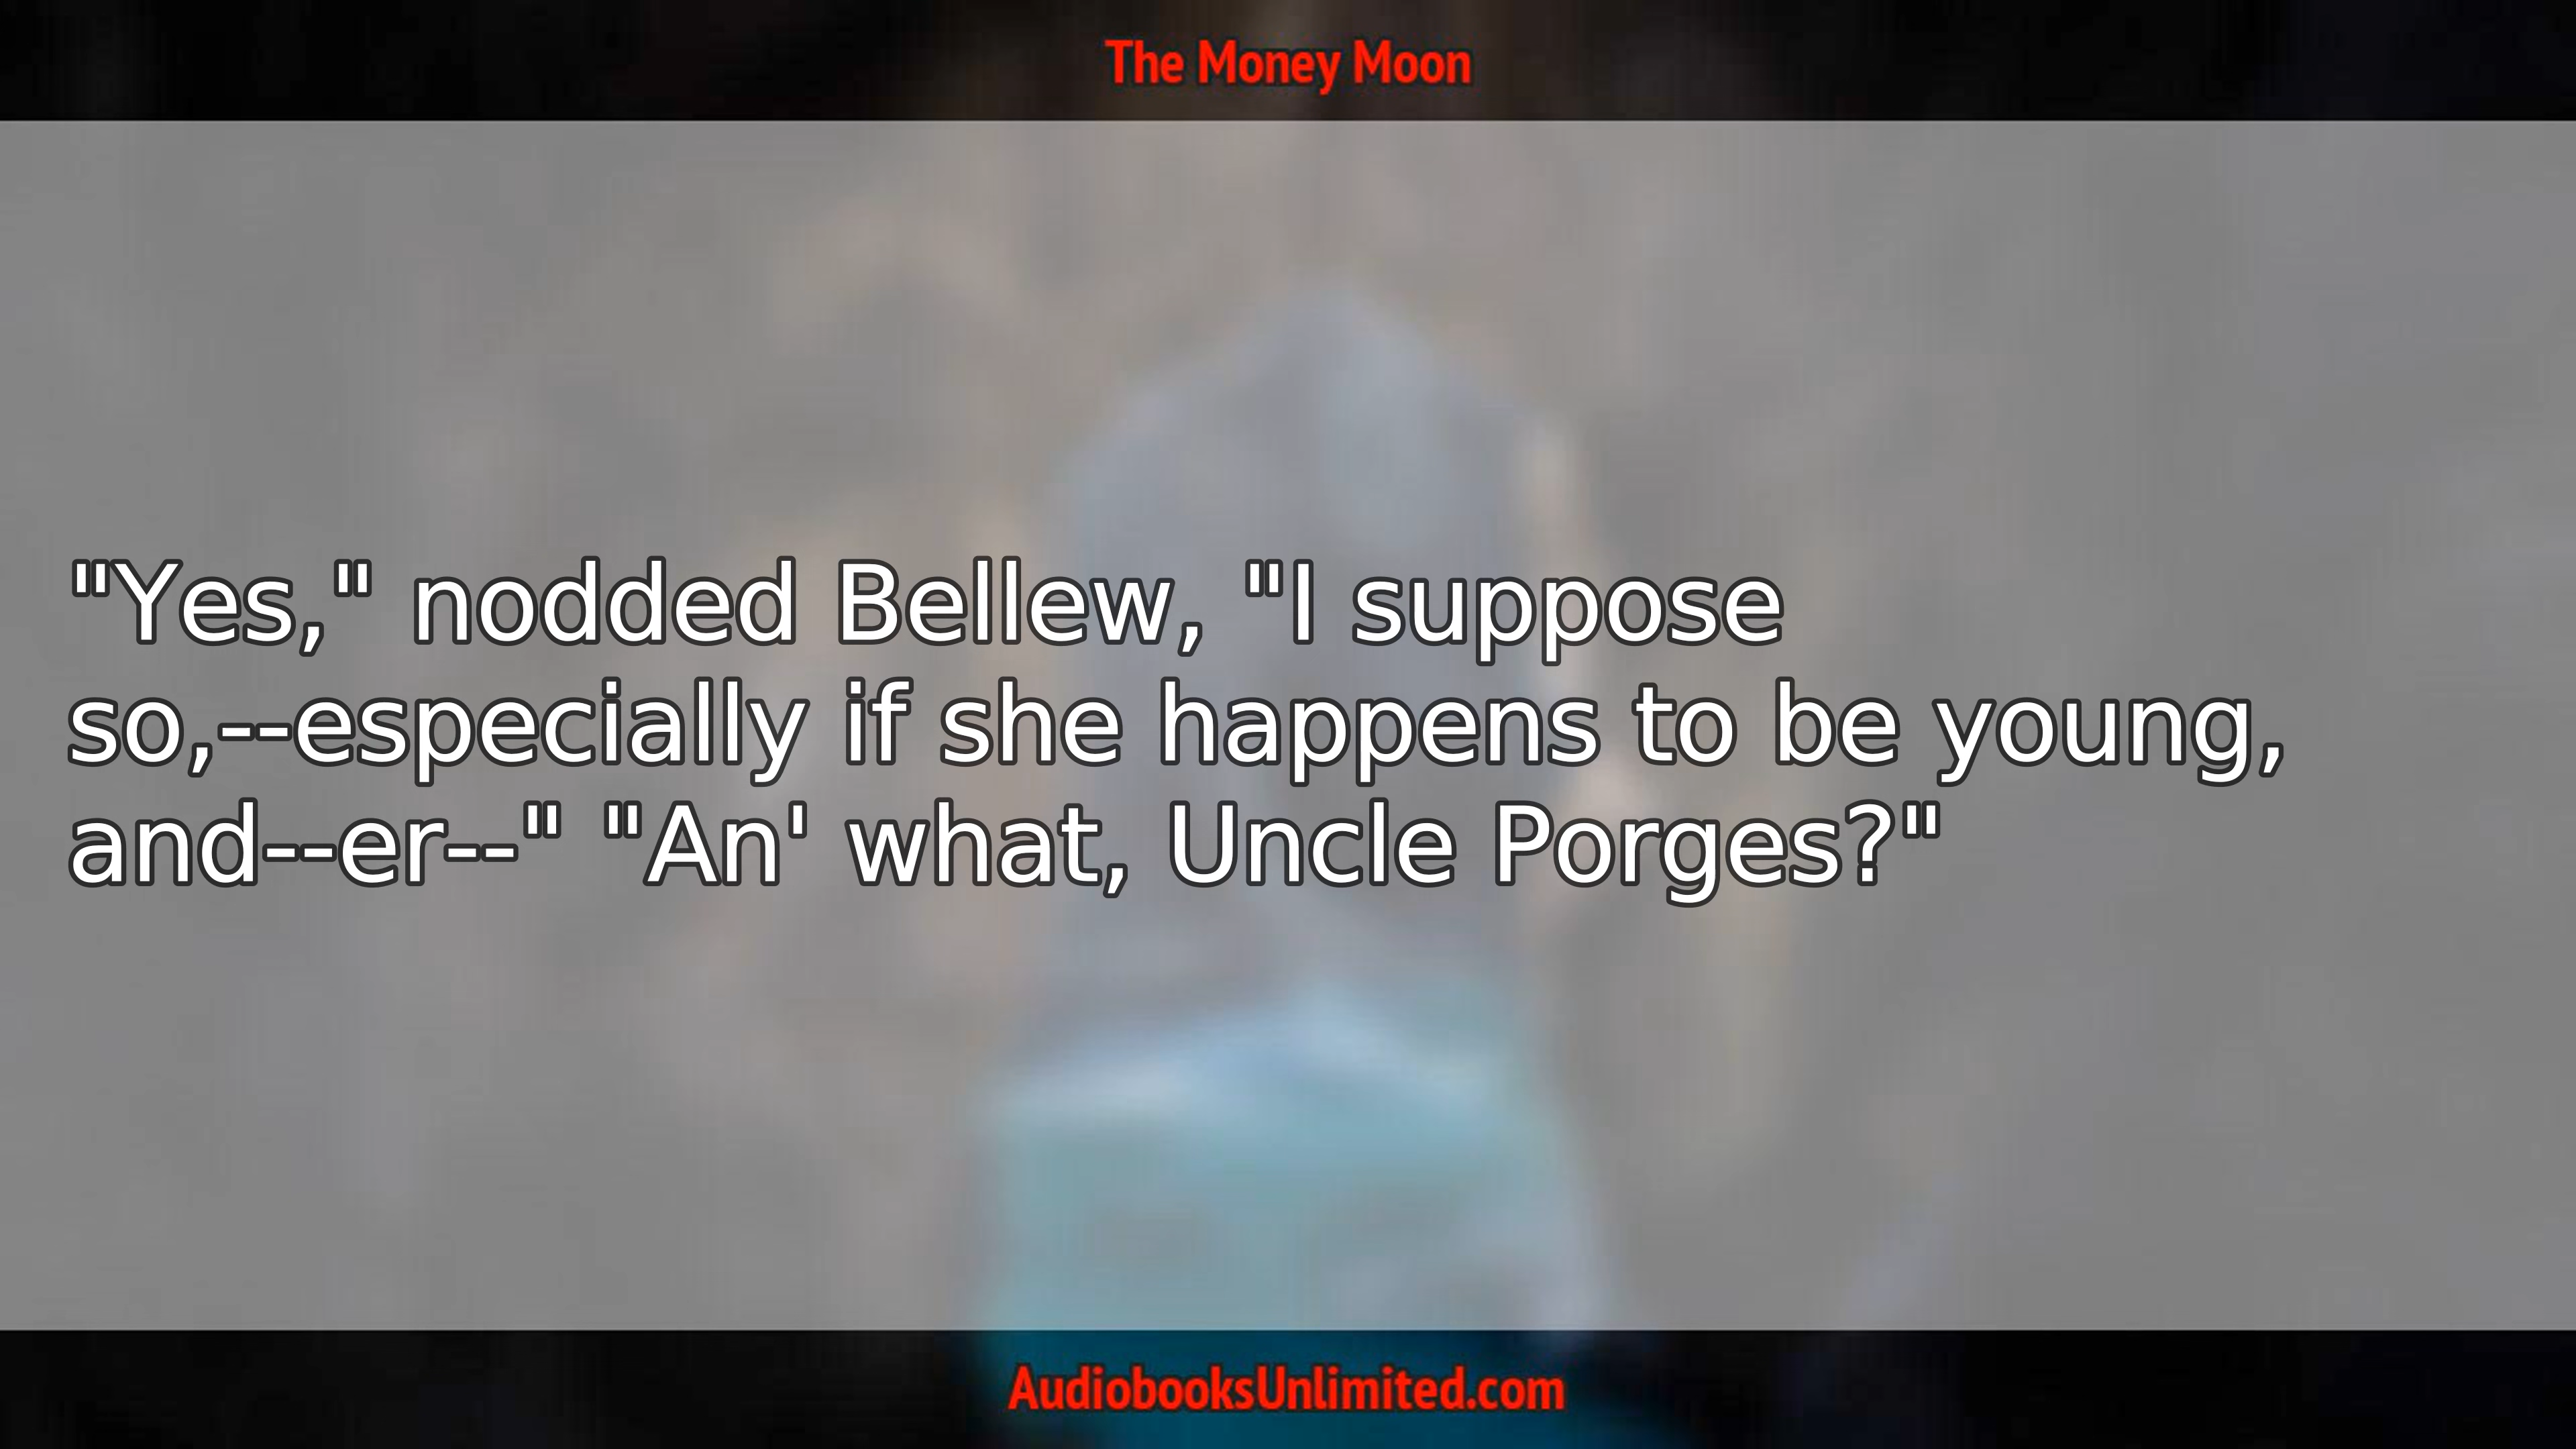 The Money Moon
"Yes," nodded Bellew, "I suppose
so,--especially if she happens to be young,
and--er--" "An' what, Uncle Porges?"
AudiobooksUnlimited.com